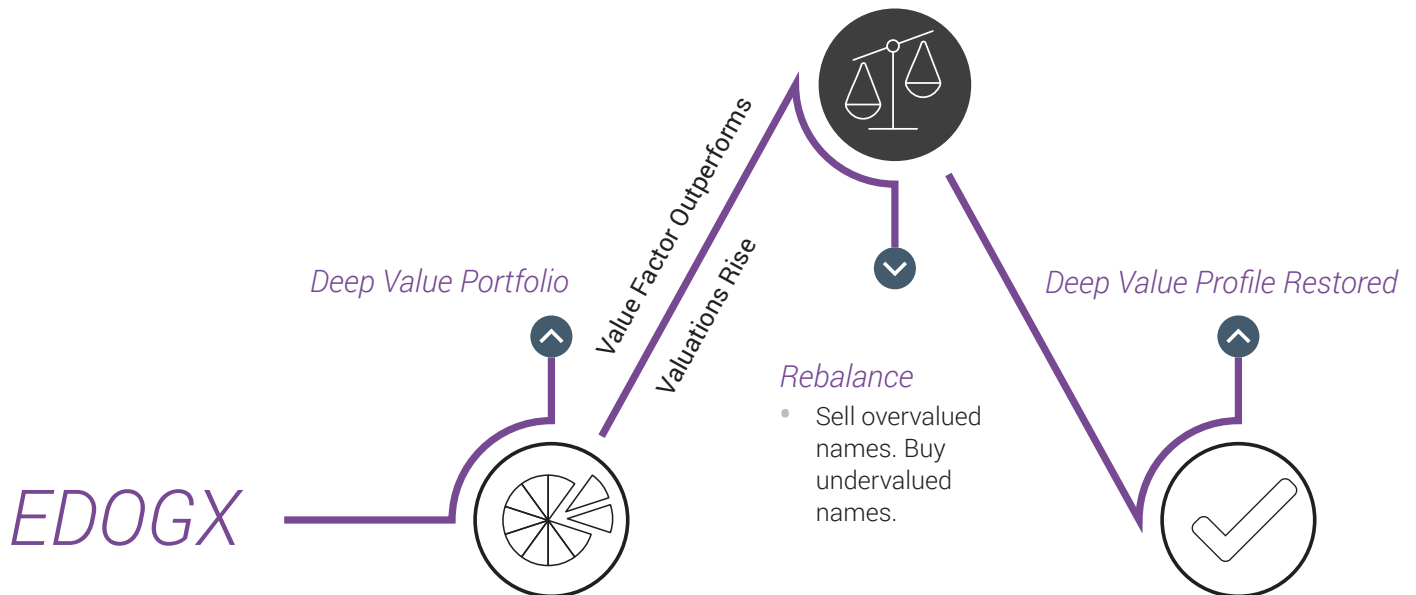 EDOGX
Deep Value Portfolio
Value Factor Outperforms
Valuations Rise
Rebalance
• Sell overvalued
names. Buy
undervalued
names.
Deep Value Profile Restored